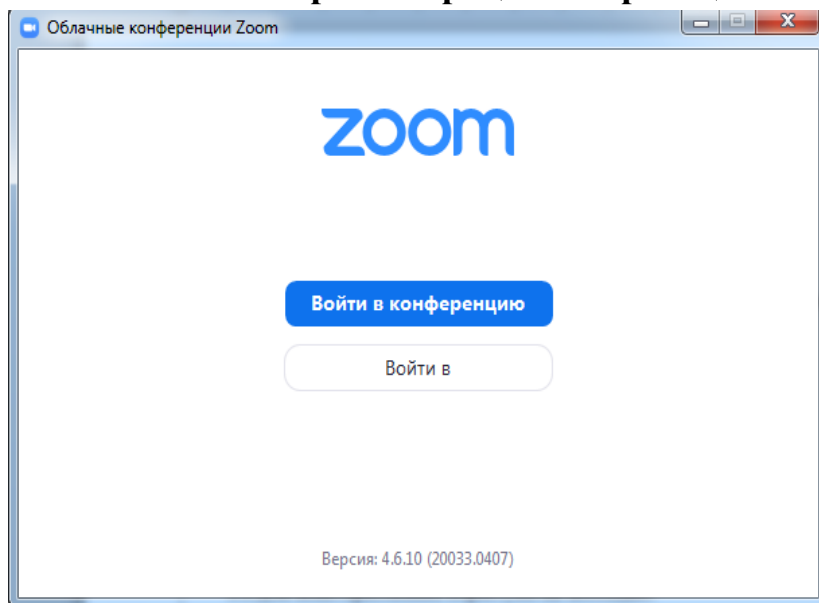 Облачные конференции Zoom
zoom
Войти в конференцию
Войти в
Версия: 4.6.10 (20033.0407)